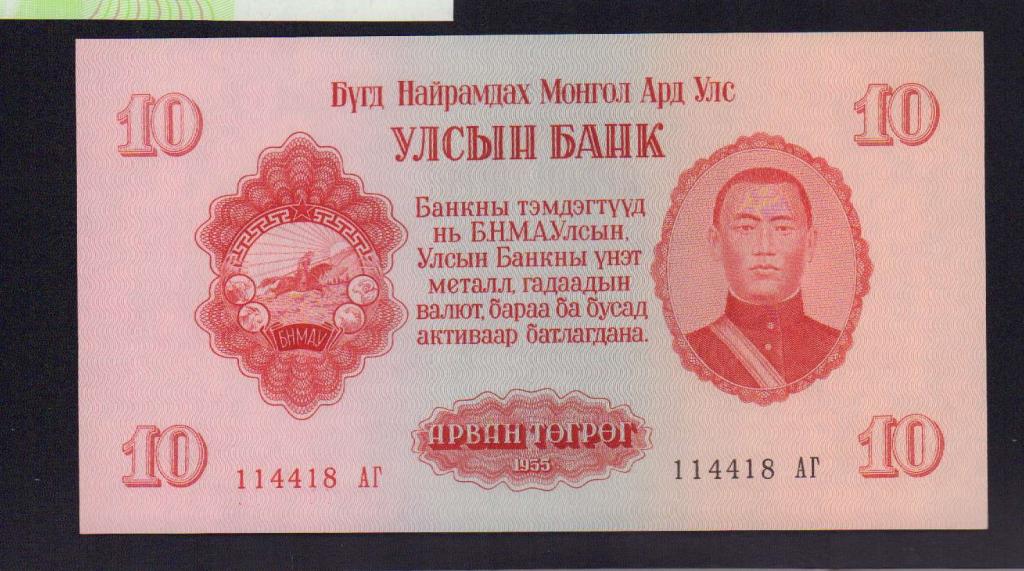 Бүгд Найрамдах Монгол Ард Улс
УЛСЫН БАНК
10
10
Банкны тэмдэгтүүд
нь Б.Н.М.А.Улсын,
Улсын Банкны үнэт
металл, гадаадын
валют, бараа ба бусад
активаар батлагдана.
БНМАУ
АРВАН ТӨГРӨГ
1955
10
114418 АГ
114418 АГ
10